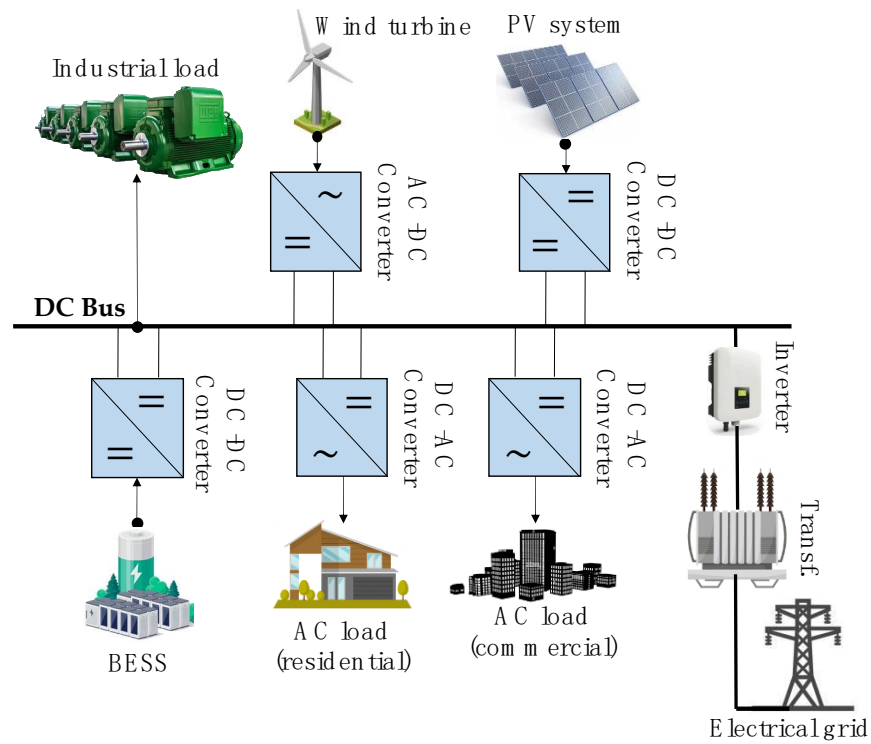 Wind turbine
PV system
Industrial load
AC-DC
Converter
DC-DC
Converter
DC Bus
DC-DC
Converter
DC-AC
Converter
DC-AC
Converter
Inverter
Transf.
BESS
AC load
(residential)
AC load
(commercial)
Electrical grid